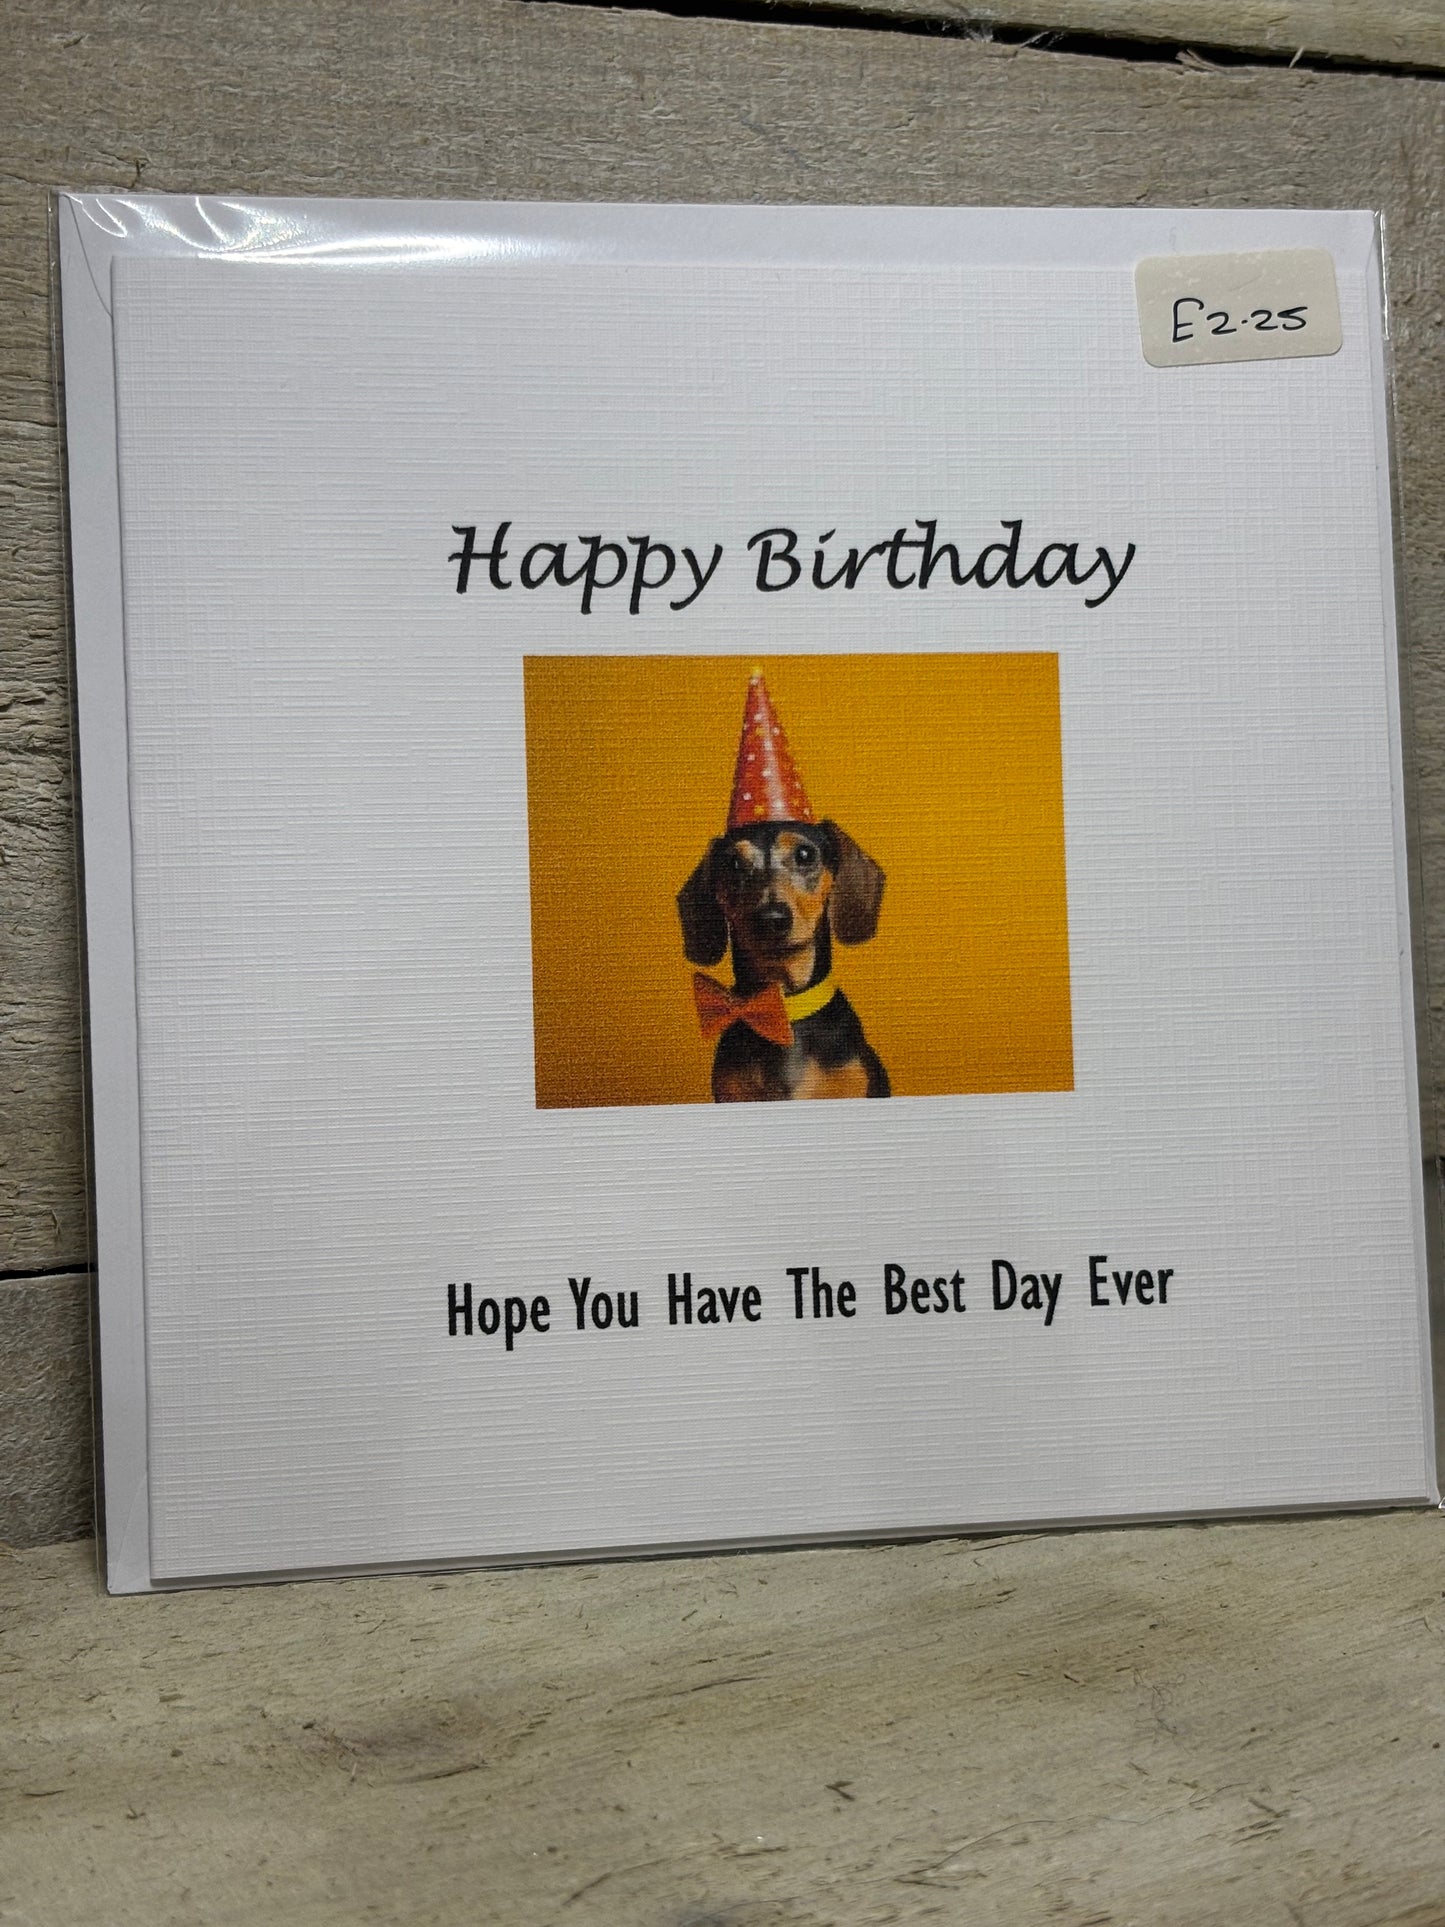 £2.25
Happy Birthday
Hope You Have The Best Day Ever